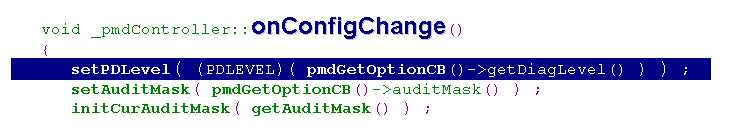 void _pmdController::onConfigChange()
{
setPDLevel( (PDLEVEL)( pmdGetOptionCB()->getDiagLevel() ) ) ;
setAuditMask( pmdGetOptionCB()->auditMask() ) ;
initCurAuditMask( getAuditMask() ) ;